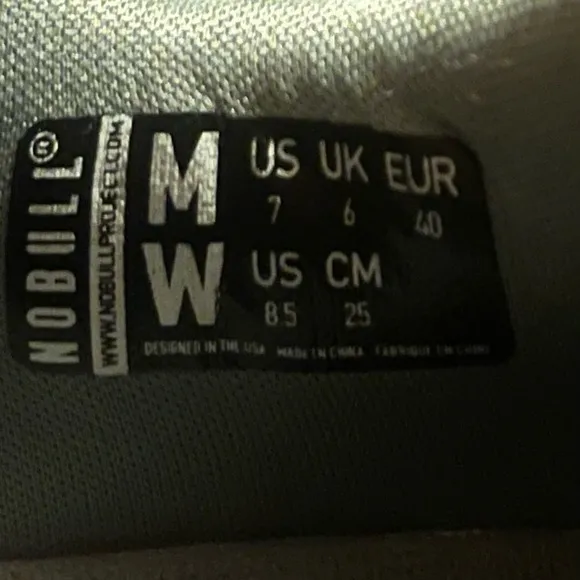 NOBULL®
WWW.NOBULLPROJECT.COM
M US UK EUR
7 6 40
W US CM
8.5 25
DESIGNED IN THE USA MADE IN CHINA FABRIQUÉ EN CHINE